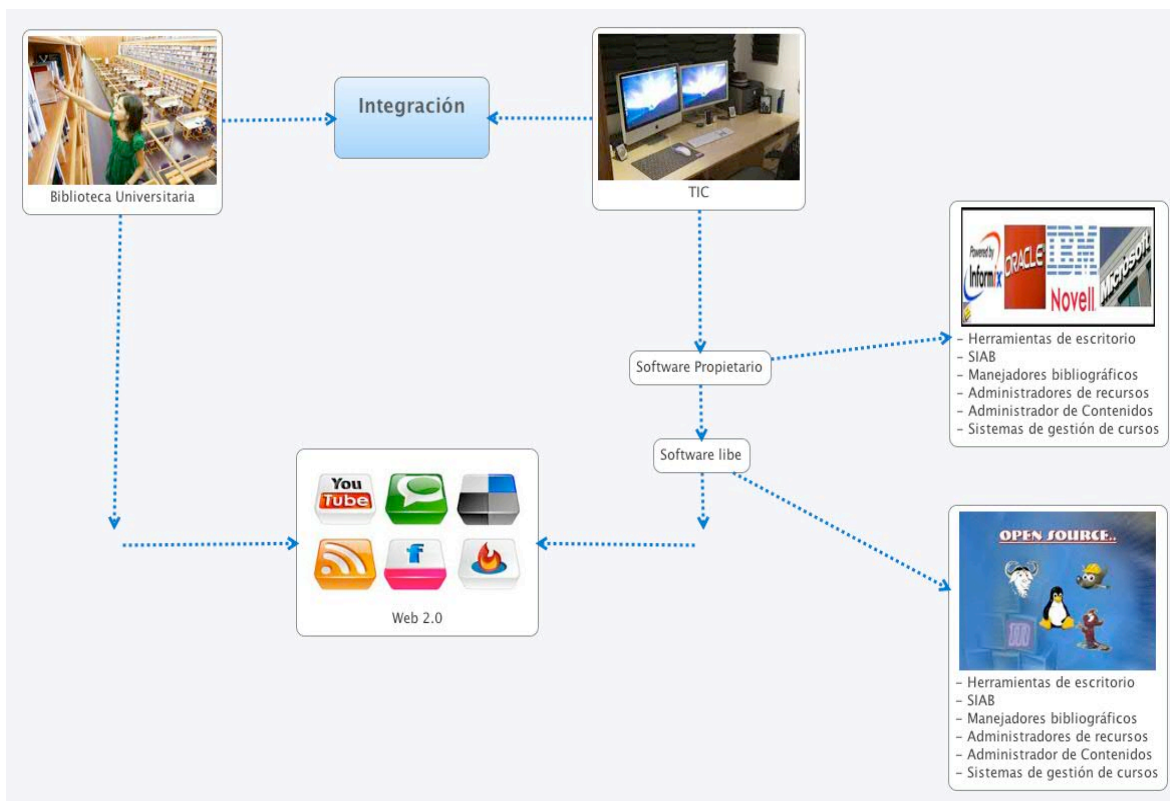 Integración
Biblioteca Universitaria
TIC
Powered by
Informix
ORACLE
IBM
Novell
Microsoft
- Herramientas de escritorio
- SIAB
- Manejadores bibliográficos
- Administradores de recursos
- Administrador de Contenidos
- Sistemas de gestión de cursos
Software Propietario
Software libe
You
Tube
f
Web 2.0
OPEN SOURCE..
- Herramientas de escritorio
- SIAB
- Manejadores bibliográficos
- Administradores de recursos
- Administrador de Contenidos
- Sistemas de gestión de cursos